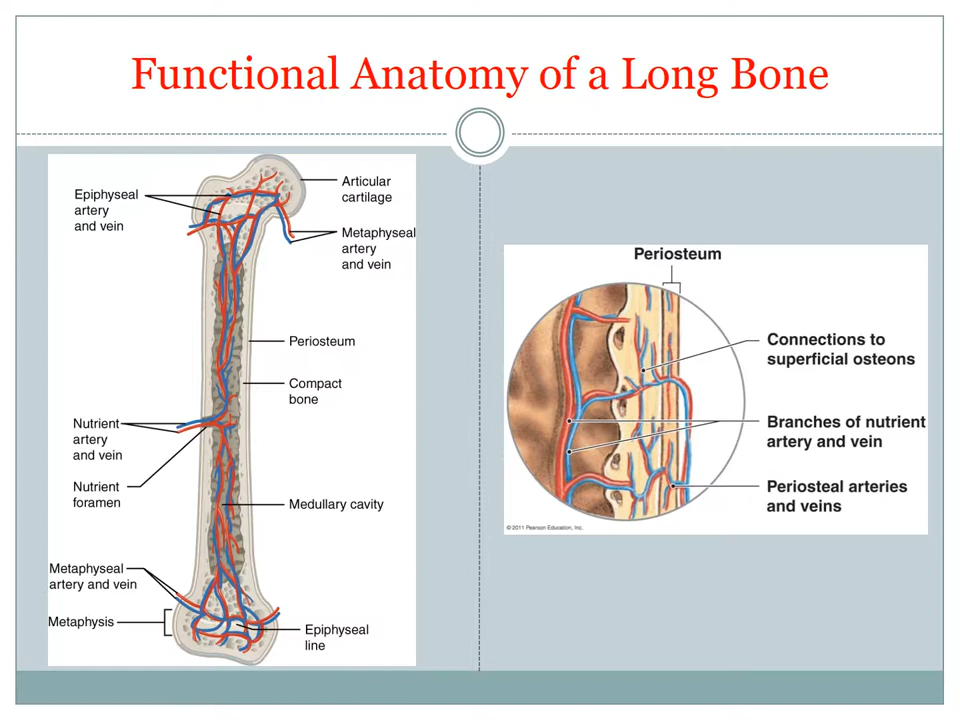 Functional Anatomy of a Long Bone
Epiphyseal
artery
and vein
Articular
cartilage
Metaphyseal
artery
and vein
Periosteum
Compact
bone
Nutrient
artery
and vein
Nutrient
foramen
Medullary cavity
Metaphyseal
artery and vein
Metaphysis
Epiphyseal
line
Periosteum
Connections to
superficial osteons
Branches of nutrient
artery and vein
Periosteal arteries
and veins
© 2011 Pearson Education, Inc.